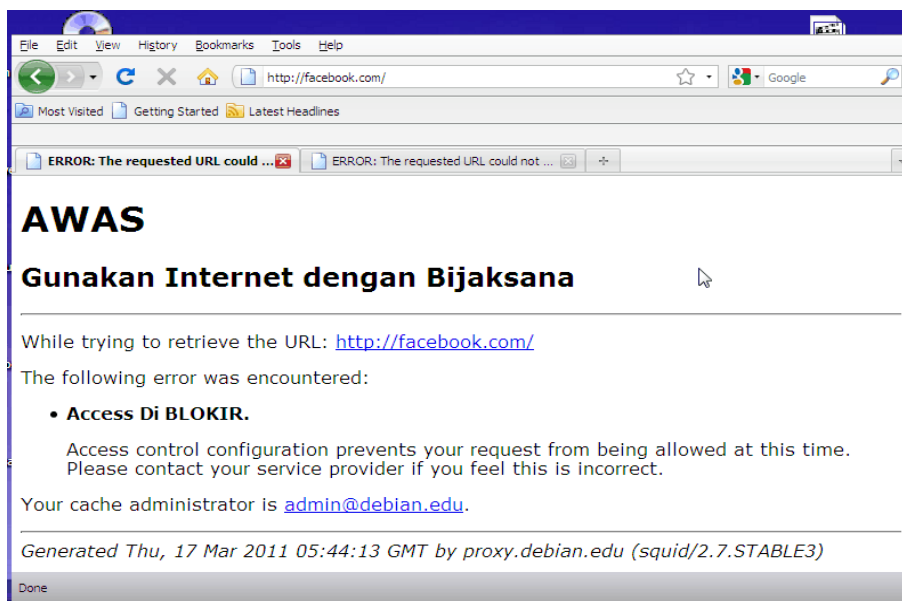 File Edit View History Bookmarks Tools Help
http://facebook.com/
Google
Most Visited Getting Started Latest Headlines
ERROR: The requested URL could ... ERROR: The requested URL could not ...
AWAS
Gunakan Internet dengan Bijaksana
While trying to retrieve the URL: http://facebook.com/
The following error was encountered:
• Access Di BLOKIR.
Access control configuration prevents your request from being allowed at this time.
Please contact your service provider if you feel this is incorrect.
Your cache administrator is admin@debian.edu.
Generated Thu, 17 Mar 2011 05:44:13 GMT by proxy.debian.edu (squid/2.7.STABLE3)
Done